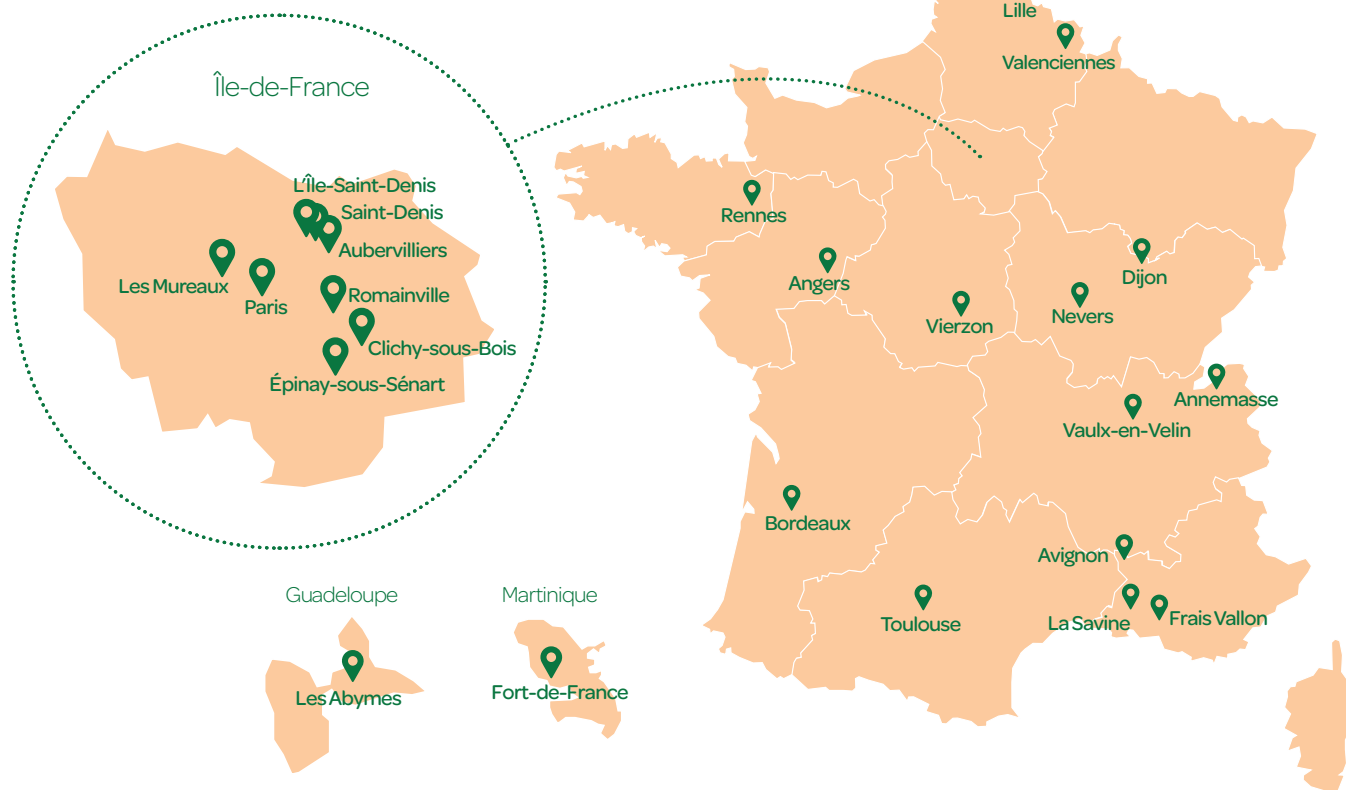 Île-de-France
L'Île-Saint-Denis
Saint-Denis
Aubervilliers
Les Mureaux
Paris
Romainville
Clichy-sous-Bois
Épinay-sous-Sénart
Lille
Valenciennes
Rennes
Angers
Vierzon
Dijon
Nevers
Annemasse
Vaulx-en-Velin
Bordeaux
Avignon
Toulouse
La Savine
Frais Vallon
Guadeloupe
Les Abymes
Martinique
Fort-de-France